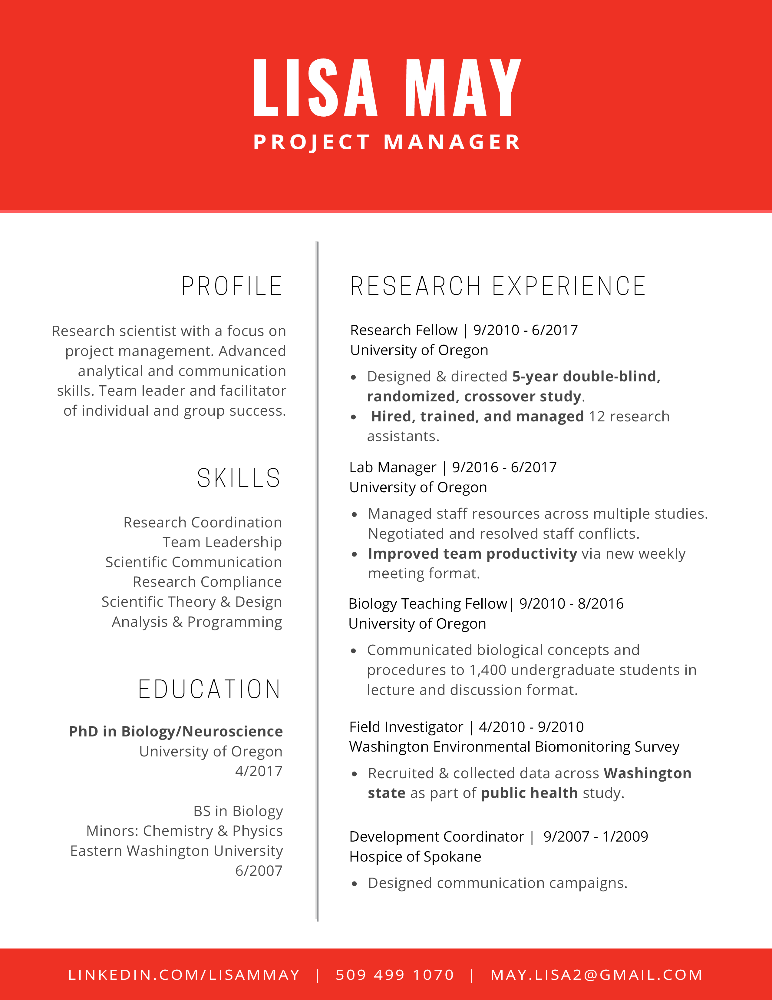 LISA MAY
PROJECT MANAGER
PROFILE
Research scientist with a focus on
project management. Advanced
analytical and communication
skills. Team leader and facilitator
of individual and group success.
SKILLS
Research Coordination
Team Leadership
Scientific Communication
Research Compliance
Scientific Theory & Design
Analysis & Programming
EDUCATION
PhD in Biology/Neuroscience
University of Oregon
4/2017
BS in Biology
Minors: Chemistry & Physics
Eastern Washington University
6/2007
RESEARCH EXPERIENCE
Research Fellow | 9/2010 - 6/2017
University of Oregon
• Designed & directed 5-year double-blind,
randomized, crossover study.
• Hired, trained, and managed 12 research
assistants.
Lab Manager | 9/2016 - 6/2017
University of Oregon
• Managed staff resources across multiple studies.
Negotiated and resolved staff conflicts.
• Improved team productivity via new weekly
meeting format.
Biology Teaching Fellow| 9/2010 - 8/2016
University of Oregon
• Communicated biological concepts and
procedures to 1,400 undergraduate students in
lecture and discussion format.
Field Investigator | 4/2010 - 9/2010
Washington Environmental Biomonitoring Survey
• Recruited & collected data across Washington
state as part of public health study.
Development Coordinator | 9/2007 - 1/2009
Hospice of Spokane
• Designed communication campaigns.
LINKEDIN.COM/LISAMMAY | 509 499 1070 | MAY.LISA2@GMAIL.COM